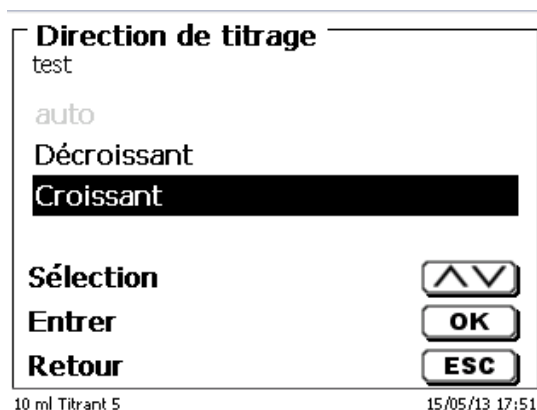 Direction de titrage
test
auto
Décroissant
Croissant
Sélection
Entrer OK
Retour ESC
10 ml Titrant 5 15/05/13 17:51